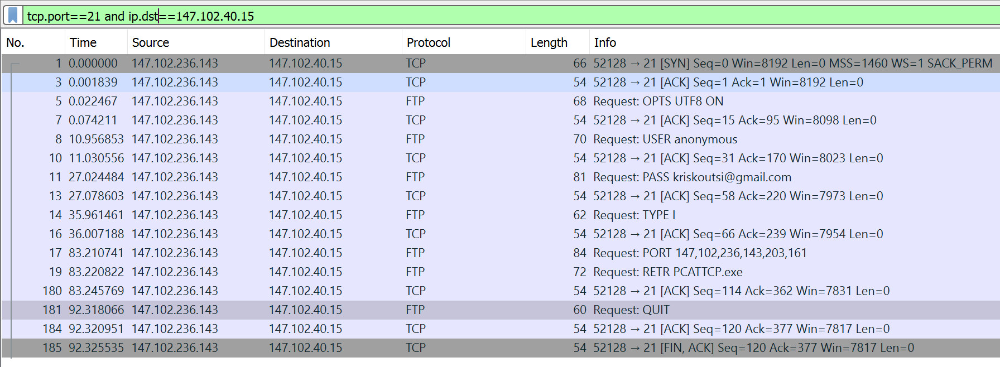 tcp.port==21 and ip.dst==147.102.40.15
No. Time Source Destination Protocol Length Info
1 0.000000 147.102.236.143 147.102.40.15 TCP 66 52128 → 21 [SYN] Seq=0 Win=8192 Len=0 MSS=1460 WS=1 SACK_PERM
3 0.001839 147.102.236.143 147.102.40.15 TCP 54 52128 → 21 [ACK] Seq=1 Ack=1 Win=8192 Len=0
5 0.022467 147.102.236.143 147.102.40.15 FTP 68 Request: OPTS UTF8 ON
7 0.074211 147.102.236.143 147.102.40.15 TCP 54 52128 → 21 [ACK] Seq=15 Ack=95 Win=8098 Len=0
8 10.956853 147.102.236.143 147.102.40.15 FTP 70 Request: USER anonymous
10 11.030556 147.102.236.143 147.102.40.15 TCP 54 52128 → 21 [ACK] Seq=31 Ack=170 Win=8023 Len=0
11 27.024484 147.102.236.143 147.102.40.15 FTP 81 Request: PASS kriskoutsi@gmail.com
13 27.078603 147.102.236.143 147.102.40.15 TCP 54 52128 → 21 [ACK] Seq=58 Ack=220 Win=7973 Len=0
14 35.961461 147.102.236.143 147.102.40.15 FTP 62 Request: TYPE I
16 36.007188 147.102.236.143 147.102.40.15 TCP 54 52128 → 21 [ACK] Seq=66 Ack=239 Win=7954 Len=0
17 83.210741 147.102.236.143 147.102.40.15 FTP 84 Request: PORT 147,102,236,143,203,161
19 83.220822 147.102.236.143 147.102.40.15 FTP 72 Request: RETR PCATTCP.exe
180 83.245769 147.102.236.143 147.102.40.15 TCP 54 52128 → 21 [ACK] Seq=114 Ack=362 Win=7831 Len=0
181 92.318066 147.102.236.143 147.102.40.15 FTP 60 Request: QUIT
184 92.320951 147.102.236.143 147.102.40.15 TCP 54 52128 → 21 [ACK] Seq=120 Ack=377 Win=7817 Len=0
185 92.325535 147.102.236.143 147.102.40.15 TCP 54 52128 → 21 [FIN, ACK] Seq=120 Ack=377 Win=7817 Len=0